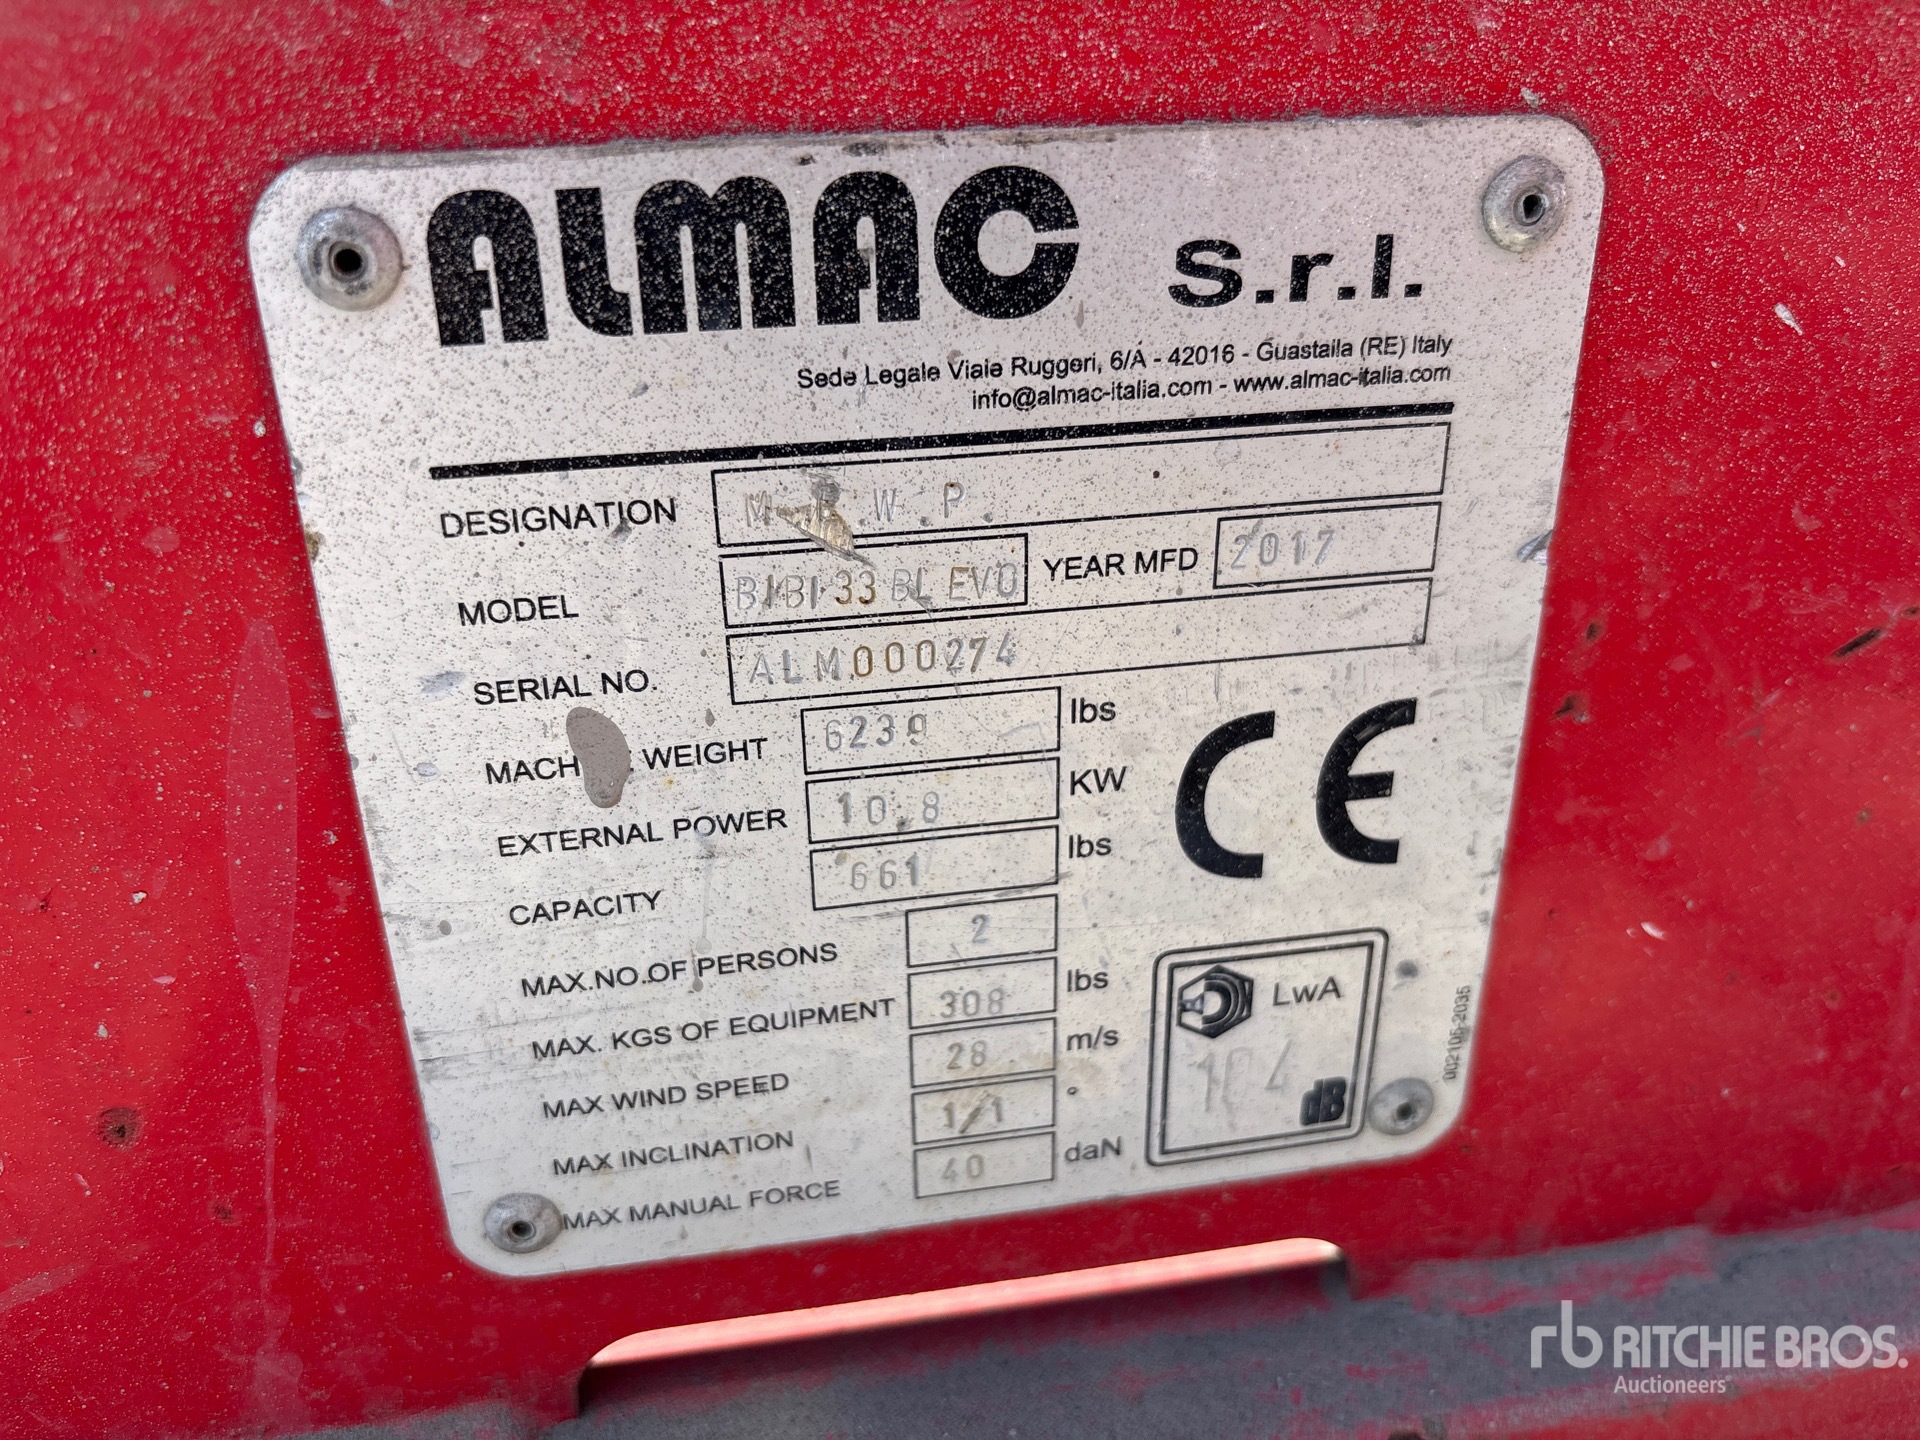 ALMAC S.r.l.
Sede Legale Viale Ruggeri, 6/A - 42016 - Guastalla (RE) Italy
info@almac-italia.com - www.almac-italia.com
DESIGNATION M.E.W.P.
MODEL BIBI 33 BL EVO YEAR MFD 2017
SERIAL NO. ALM000274
WEIGHT 6239 lbs
EXTERNAL POWER 10.8 KW
CAPACITY 661 lbs
MAX.NO.OF PERSONS 2
MAX. KGS OF EQUIPMENT 308 lbs
MAX WIND SPEED 28 m/s
MAX INCLINATION 1/1 °
MAX MANUAL FORCE 40 daN
CE
LwA
104
dB
002105-2035
rb RITCHIE BROS.
Auctioneers